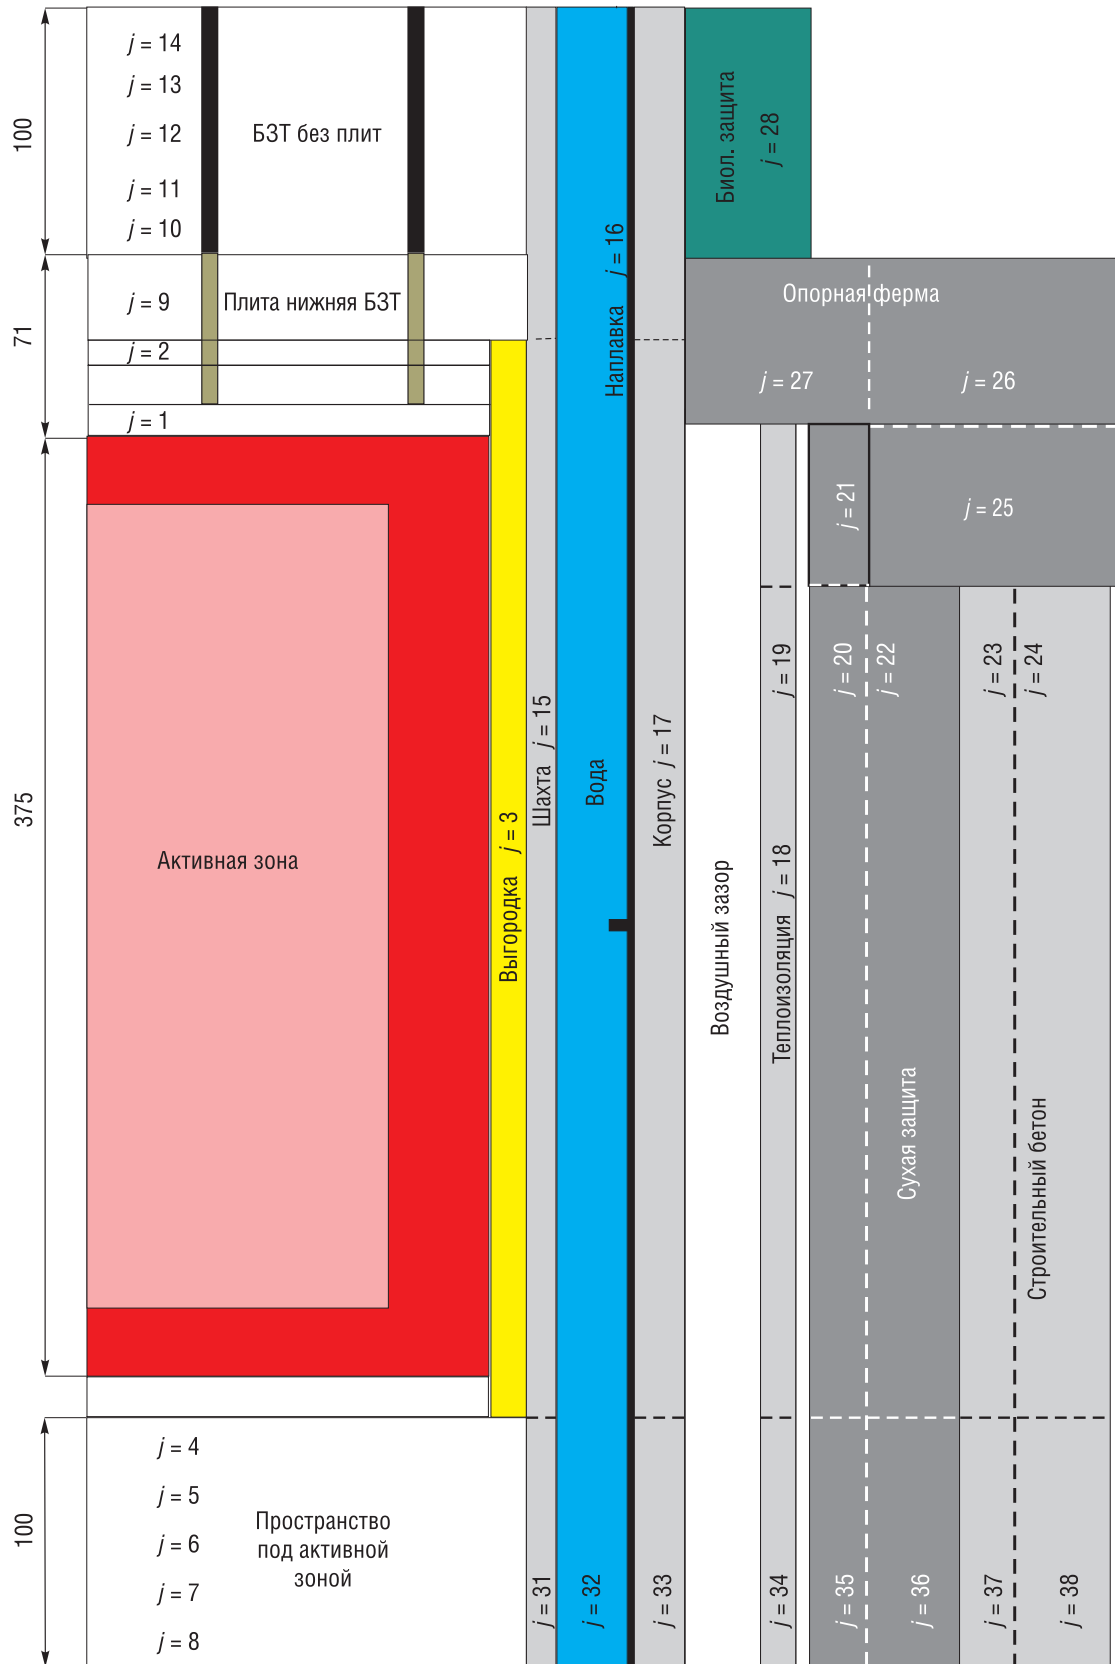 100
71
375
100
j = 14
j = 13
j = 12
j = 11
j = 10
БЗТ без плит
j = 9
Плита нижняя БЗТ
j = 2
j = 1
Активная зона
j = 4
j = 5
j = 6
j = 7
j = 8
Пространство
под активной
зоной
Выгородка j = 3
Шахта j = 15
j = 31
Вода
j = 32
Наплавка j = 16
Корпус j = 17
j = 33
Биол. защита
j = 28
Опорная ферма
j = 27
j = 26
j = 21
j = 25
Воздушный зазор
j = 19
Теплоизоляция j = 18
j = 34
j = 20
j = 22
Сухая защита
j = 35
j = 36
j = 23
j = 24
Строительный бетон
j = 37
j = 38